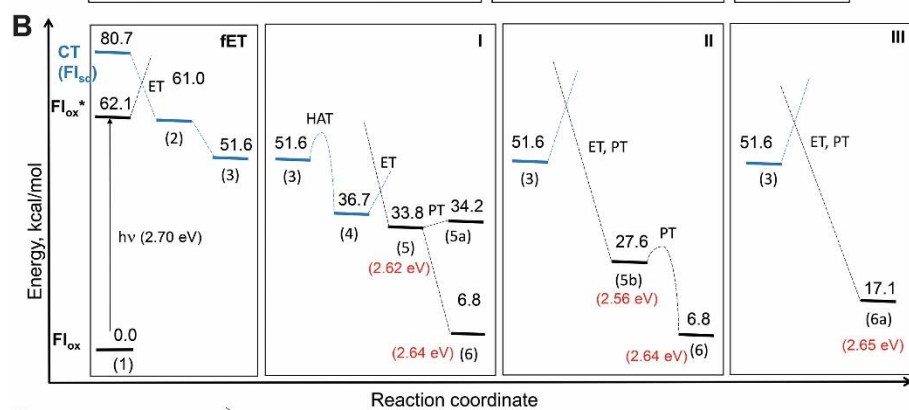 B
Energy, kcal/mol
Reaction coordinate
fET
80.7
CT
(Fl_sq)
ET
61.0
Fl_ox*
62.1
(2)
51.6
(3)
hν (2.70 eV)
Fl_ox
0.0
(1)
I
HAT
51.6
(3)
36.7
(4)
ET
33.8
PT
34.2
(5)
(5a)
(2.62 eV)
6.8
(2.64 eV) (6)
II
51.6
(3)
ET, PT
27.6
PT
(5b)
(2.56 eV)
6.8
(2.64 eV) (6)
III
51.6
(3)
ET, PT
17.1
(6a)
(2.65 eV)